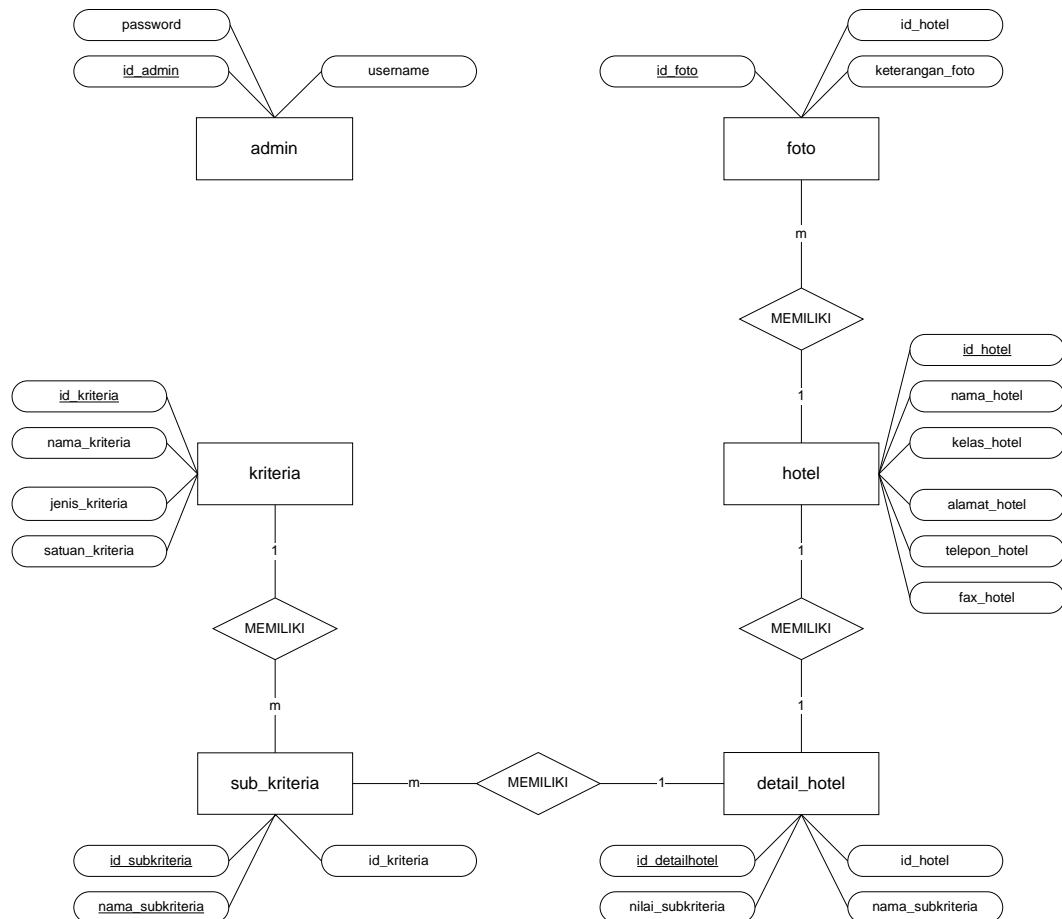 password
id_hotel
id_admin
username
id_foto
keterangan_foto
admin
foto
m
MEMILIKI
id_hotel
id_kriteria
nama_hotel
1
nama_kriteria
kelas_hotel
kriteria
hotel
jenis_kriteria
alamat_hotel
satuan_kriteria
1
1
telepon_hotel
fax_hotel
MEMILIKI
MEMILIKI
m
1
sub_kriteria
m
MEMILIKI
1
detail_hotel
id_subkriteria
id_kriteria
id_detailhotel
id_hotel
nama_subkriteria
nilai_subkriteria
nama_subkriteria